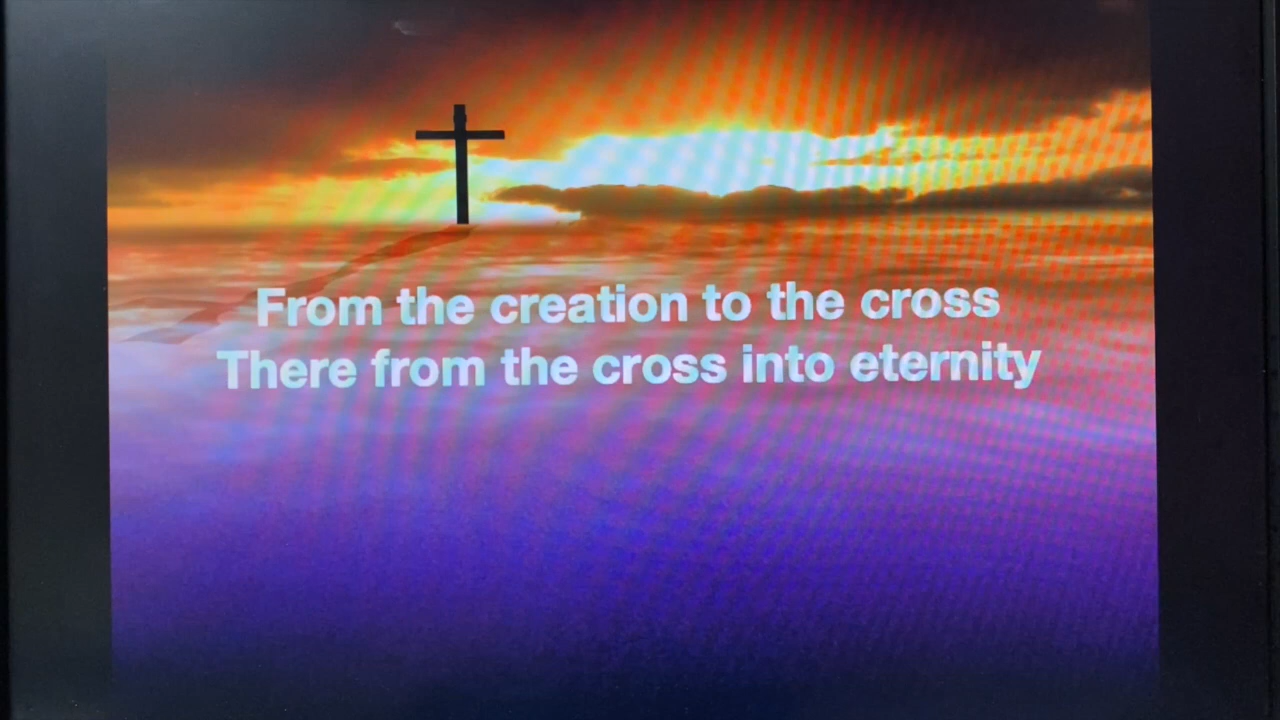 From the creation to the cross
There from the cross into eternity